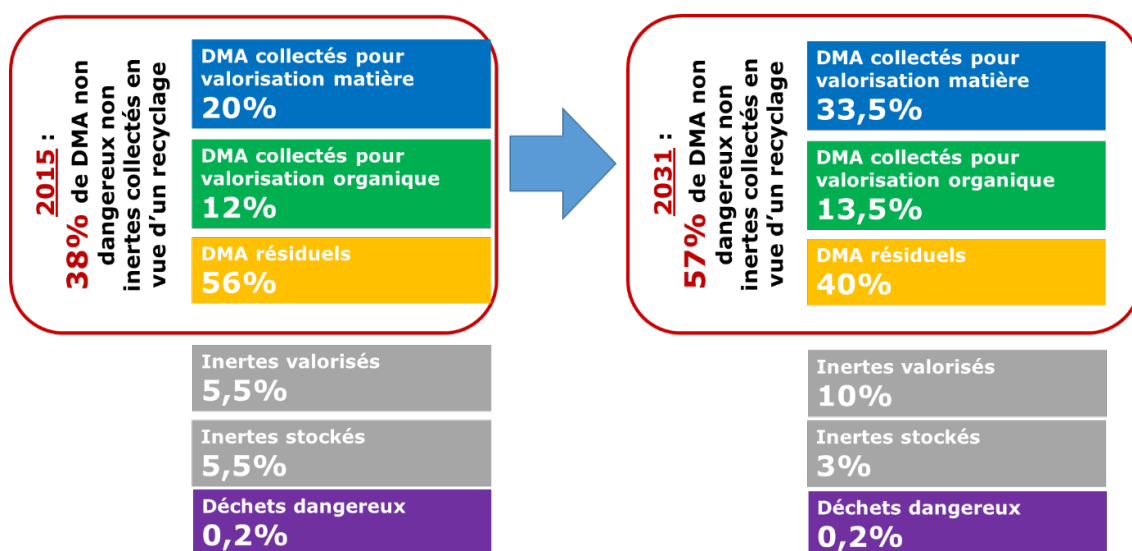 2015 :
38% de DMA non
dangereux non
inertes collectés en
vue d’un recyclage
DMA collectés pour
valorisation matière
20%
DMA collectés pour
valorisation organique
12%
DMA résiduels
56%
Inertes valorisés
5,5%
Inertes stockés
5,5%
Déchets dangereux
0,2%
2031 :
57% de DMA non
dangereux non
inertes collectés en
vue d’un recyclage
DMA collectés pour
valorisation matière
33,5%
DMA collectés pour
valorisation organique
13,5%
DMA résiduels
40%
Inertes valorisés
10%
Inertes stockés
3%
Déchets dangereux
0,2%